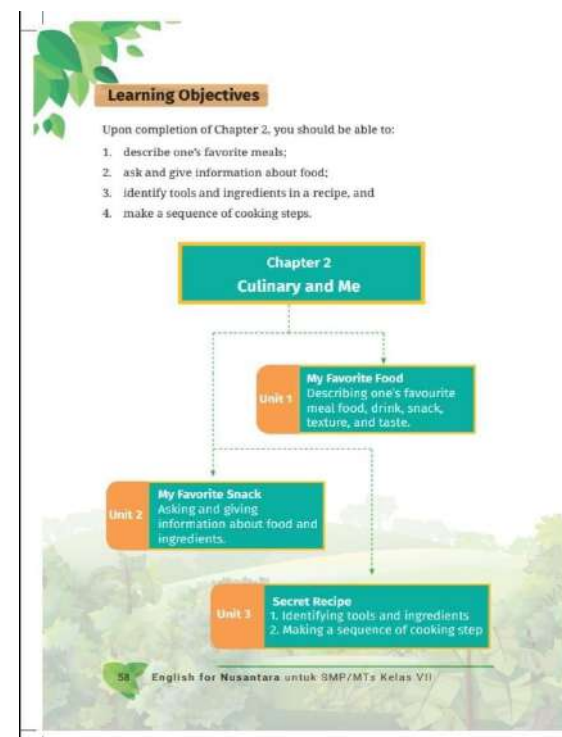 Learning Objectives
Upon completion of Chapter 2, you should be able to:
1. describe one's favorite meals;
2. ask and give information about food;
3. identify tools and ingredients in a recipe, and
4. make a sequence of cooking steps.
Chapter 2
Culinary and Me
Unit 1
My Favorite Food
Describing one's favourite
meal food, drink, snack,
texture, and taste.
Unit 2
My Favorite Snack
Asking and giving
information about food and
ingredients.
Unit 3
Secret Recipe
1. Identifying tools and ingredients
2. Making a sequence of cooking step
58 English for Nusantara untuk SMP/MTs Kelas VII